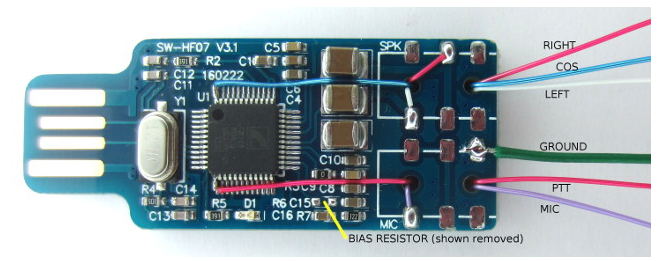 SW-HF07 V3.1
C5
SPK
R2
C1
C12
160222
C11
Y1
U1
C6
C4
RIGHT
COS
LEFT
GROUND
C10
R4
C14
C9
C8
PTT
R5
D1
R6 C15
MIC
C13
C16 R7
MIC
BIAS RESISTOR (shown removed)